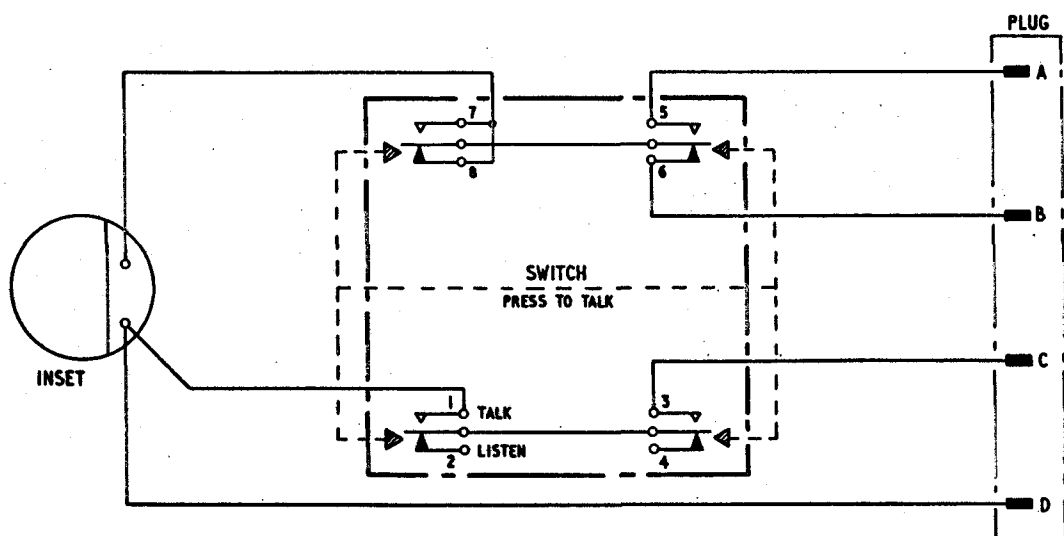 PLUG
A
7
5
8
6
B
SWITCH
PRESS TO TALK
INSET
C
1
TALK
3
2
LISTEN
4
D